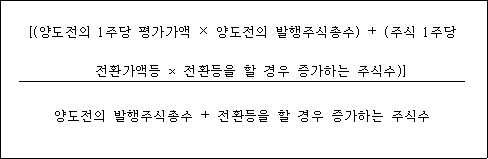 [(양도전의 1주당 평가가액 × 양도전의 발행주식총수) + (주식 1주당
전환가액등 × 전환등을 할 경우 증가하는 주식수)]
양도전의 발행주식총수 + 전환등을 할 경우 증가하는 주식수